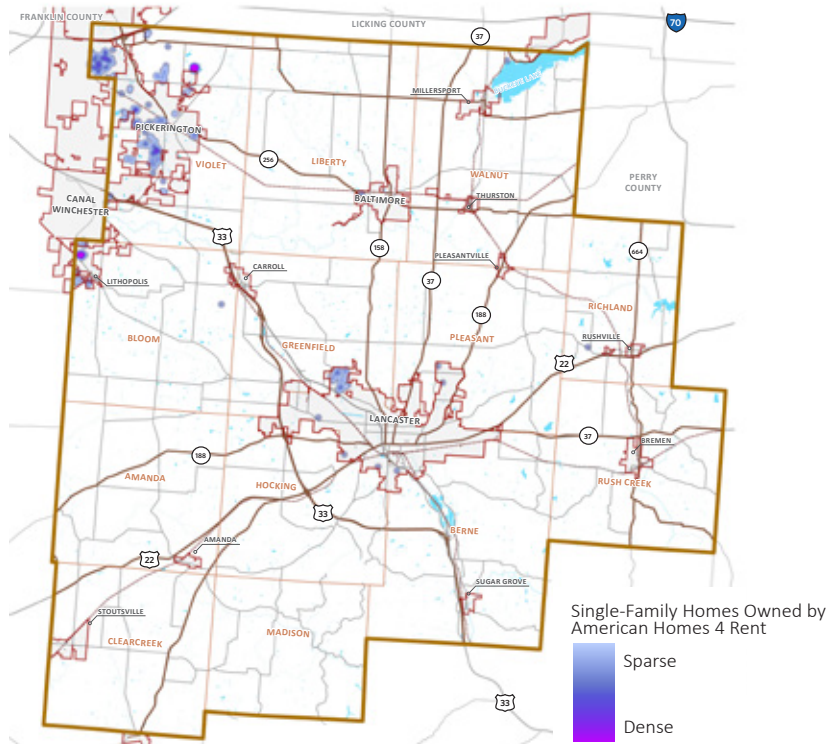 FRANKLIN COUNTY
LICKING COUNTY
70
37
BUCKEYE LAKE
MILLERSPORT
PICKERINGTON
VIOLET
256
LIBERTY
WALNUT
PERRY
COUNTY
CANAL
WINCHESTER
BALTIMORE
THURSTON
33
158
664
PLEASANTVILLE
LITHOPOLIS
CARROLL
37
188
RICHLAND
BLOOM
GREENFIELD
PLEASANT
RUSHVILLE
22
LANCASTER
37
BREMEN
188
AMANDA
HOCKING
RUSH CREEK
33
BERNE
AMANDA
22
SUGAR GROVE
STOUTSVILLE
CLEARCREEK
MADISON
33
Single-Family Homes Owned by
American Homes 4 Rent
Sparse
Dense